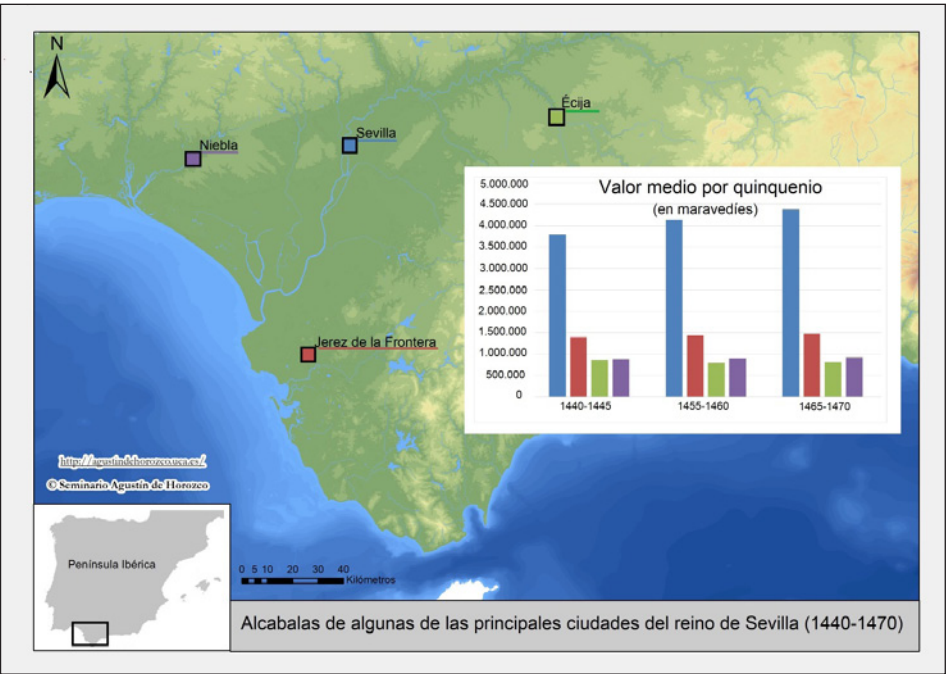 N
Écija
Sevilla
Niebla
Jerez de la Frontera
Valor medio por quinquenio
(en maravedíes)
5.000.000
4.500.000
4.000.000
3.500.000
3.000.000
2.500.000
2.000.000
1.500.000
1.000.000
500.000
0
1440-1445
1455-1460
1465-1470
http://agustindehorozco.uca.es/
© Seminario Agustín de Horozco
Península Ibérica
0 5 10 20 30 40
Kilómetros
Alcabalas de algunas de las principales ciudades del reino de Sevilla (1440-1470)